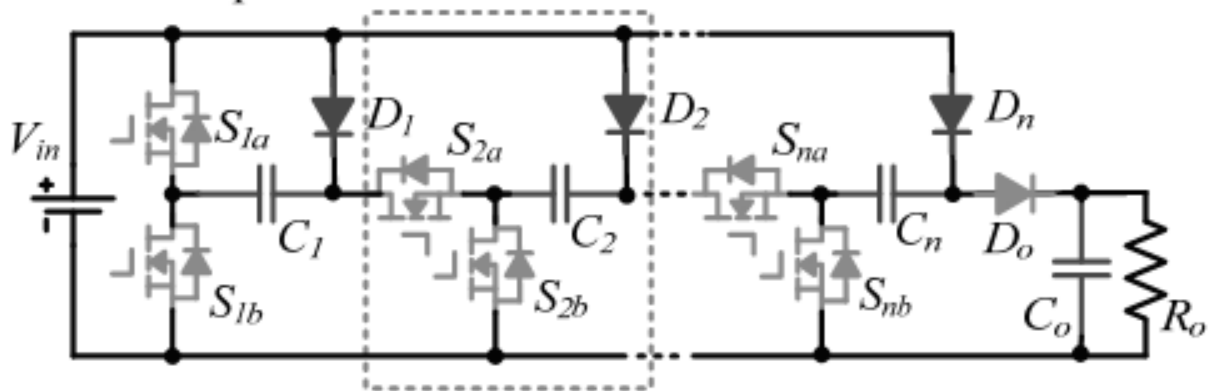 V_in
+
-
S_1a
S_1b
C_1
D_1
S_2a
S_2b
C_2
D_2
S_na
S_nb
C_n
D_n
D_o
C_o
R_o